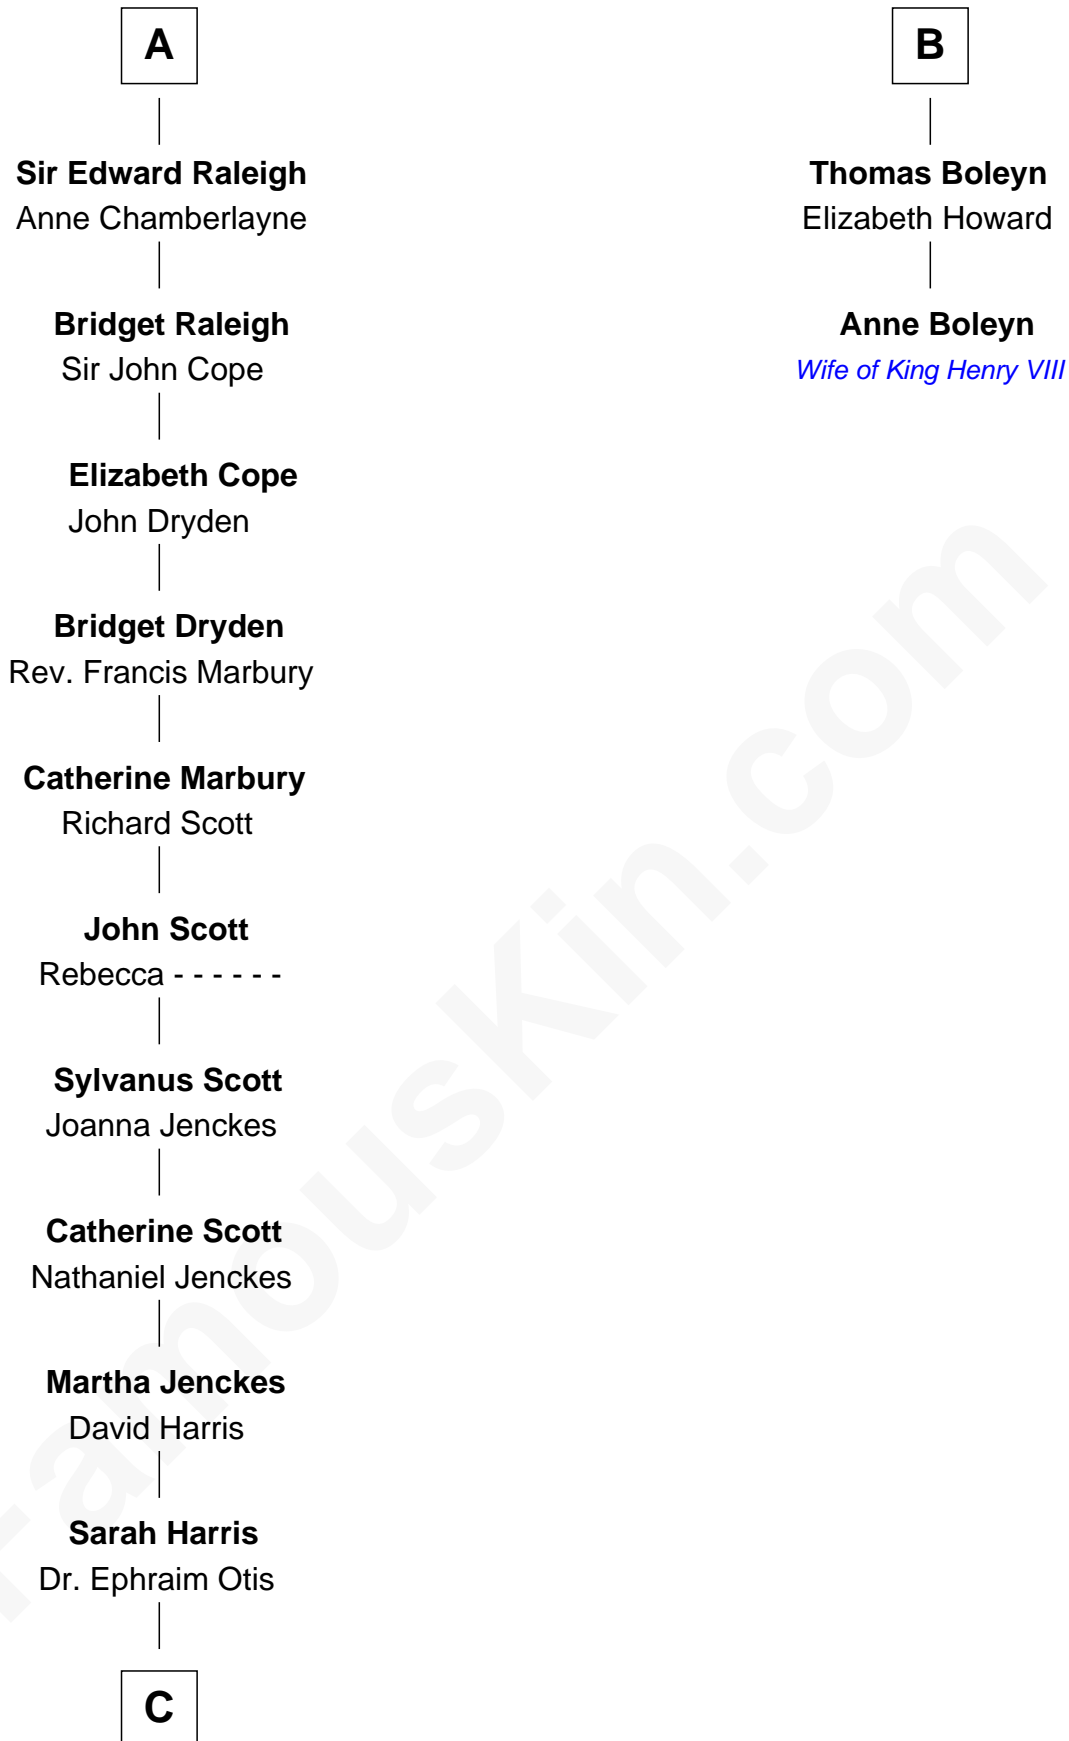 A
B
Sir Edward Raleigh
Anne Chamberlayne
Thomas Boleyn
Elizabeth Howard
Bridget Raleigh
Sir John Cope
Anne Boleyn
Wife of King Henry VIII
Elizabeth Cope
John Dryden
Bridget Dryden
Rev. Francis Marbury
Catherine Marbury
Richard Scott
John Scott
Rebecca - - - - - -
Sylvanus Scott
Joanna Jenckes
Catherine Scott
Nathaniel Jenckes
Martha Jenckes
David Harris
Sarah Harris
Dr. Ephraim Otis
C
FamousKin.com